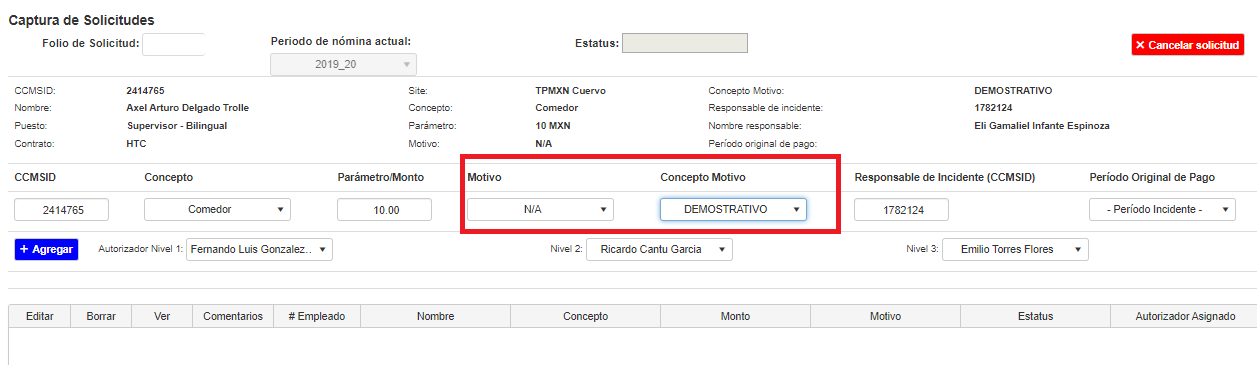 Captura de Solicitudes
Folio de Solicitud: Periodo de nómina actual: Estatus: × Cancelar solicitud
2019_20
CCMSID: 2414765 Site: TPMXN Cuervo Concepto Motivo: DEMOSTRATIVO
Nombre: Axel Arturo Delgado Trolle Concepto: Comedor Responsable de incidente: 1782124
Puesto: Supervisor - Bilingual Parámetro: 10 MXN Nombre responsable: Eli Gamaliel Infante Espinoza
Contrato: HTC Motivo: N/A Período original de pago:
CCMSID Concepto Parámetro/Monto Motivo Concepto Motivo Responsable de Incidente (CCMSID) Período Original de Pago
2414765 Comedor 10.00 N/A DEMOSTRATIVO 1782124 - Período Incidente -
+ Agregar Autorizador Nivel 1: Fernando Luis Gonzalez.. Nivel 2: Ricardo Cantu Garcia Nivel 3: Emilio Torres Flores
Editar Borrar Ver Comentarios # Empleado Nombre Concepto Monto Motivo Estatus Autorizador Asignado